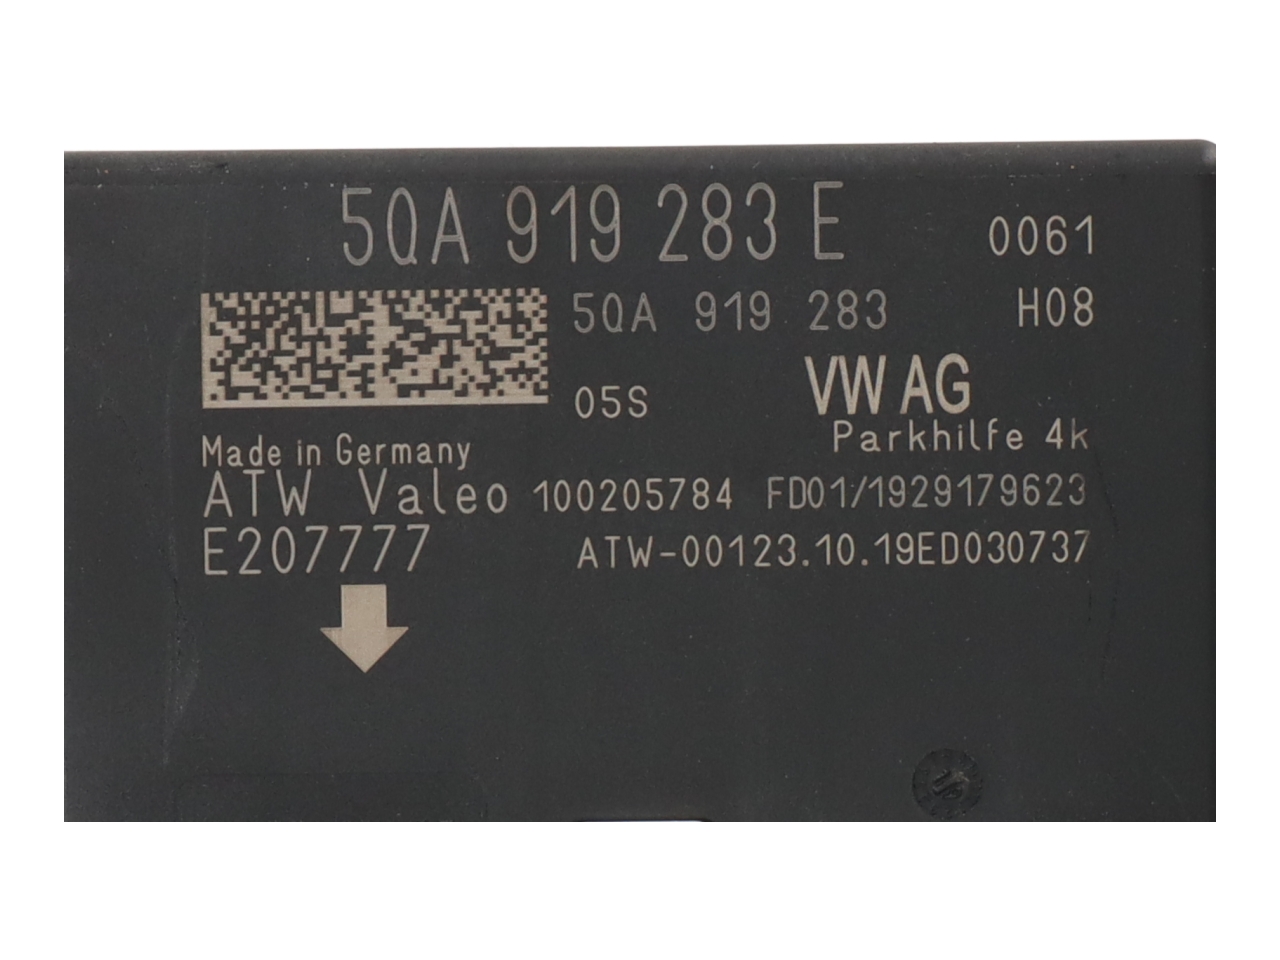 5QA 919 283 E 0061
5QA 919 283 H08
05S VW AG
Parkhilfe 4k
Made in Germany
ATW Valeo 100205784 FD01/1929179623
E207777 ATW-00123.10.19ED030737